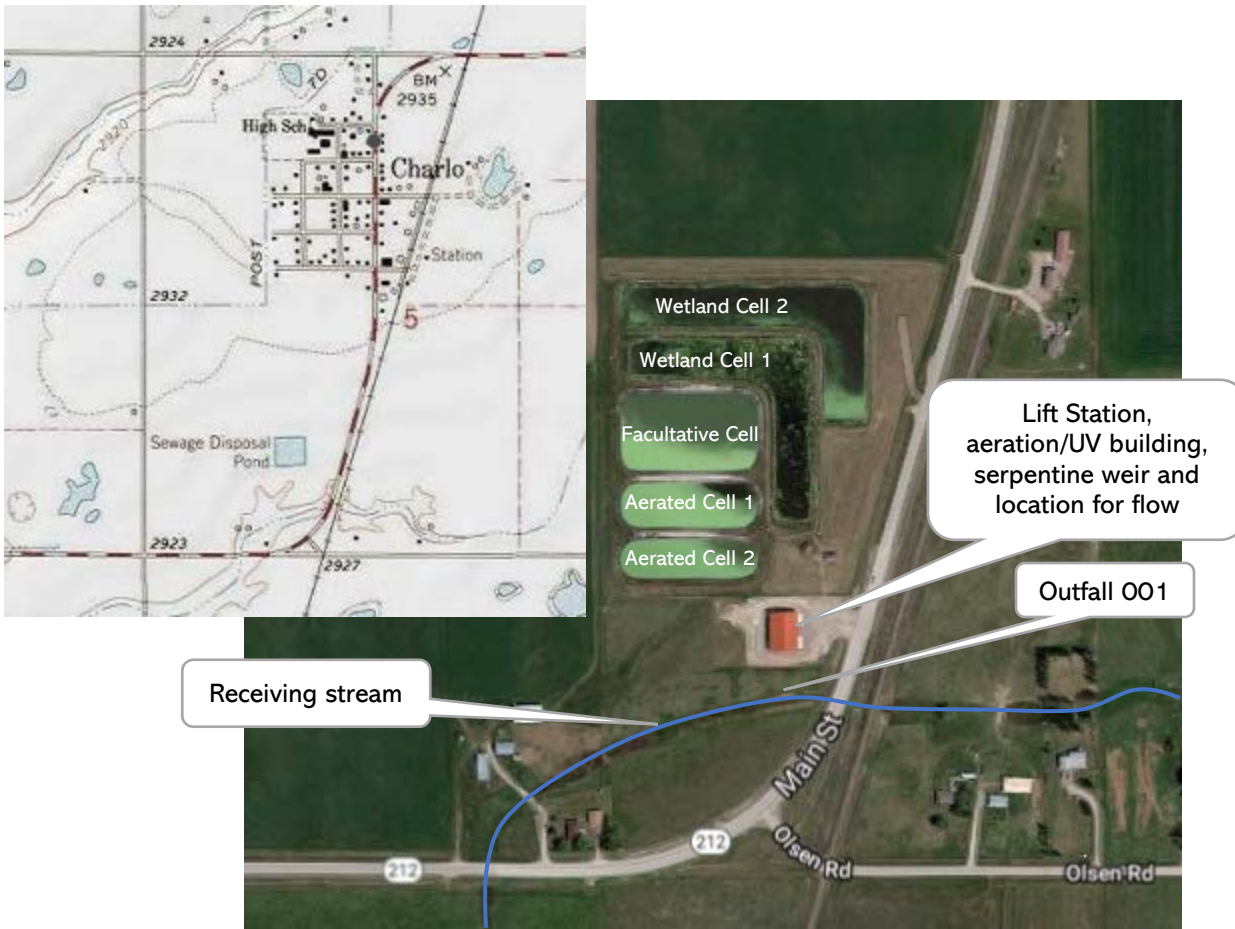 2924
TD
BM
2935
2920
High Sch
Charlo
POST
Station
2932
5
Sewage Disposal
Pond
2923
2927
Wetland Cell 2
Wetland Cell 1
Facultative Cell
Aerated Cell 1
Aerated Cell 2
Lift Station,
aeration/UV building,
serpentine weir and
location for flow
Outfall 001
Receiving stream
Main St
212
212
Olsen Rd
Olsen Rd